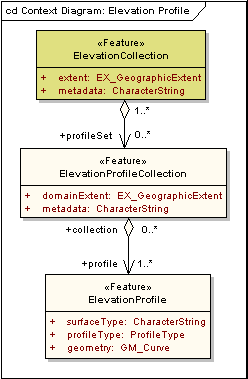 cd Context Diagram: Elevation Profile
«Feature»
ElevationCollection
+ extent: EX_GeographicExtent
+ metadata: CharacterString
1..*
+profileSet 0..*
«Feature»
ElevationProfileCollection
+ domainExtent: EX_GeographicExtent
+ metadata: CharacterString
+collection 0..*
+profile 1..*
«Feature»
ElevationProfile
+ surfaceType: CharacterString
+ profileType: ProfileType
+ geometry: GM_Curve